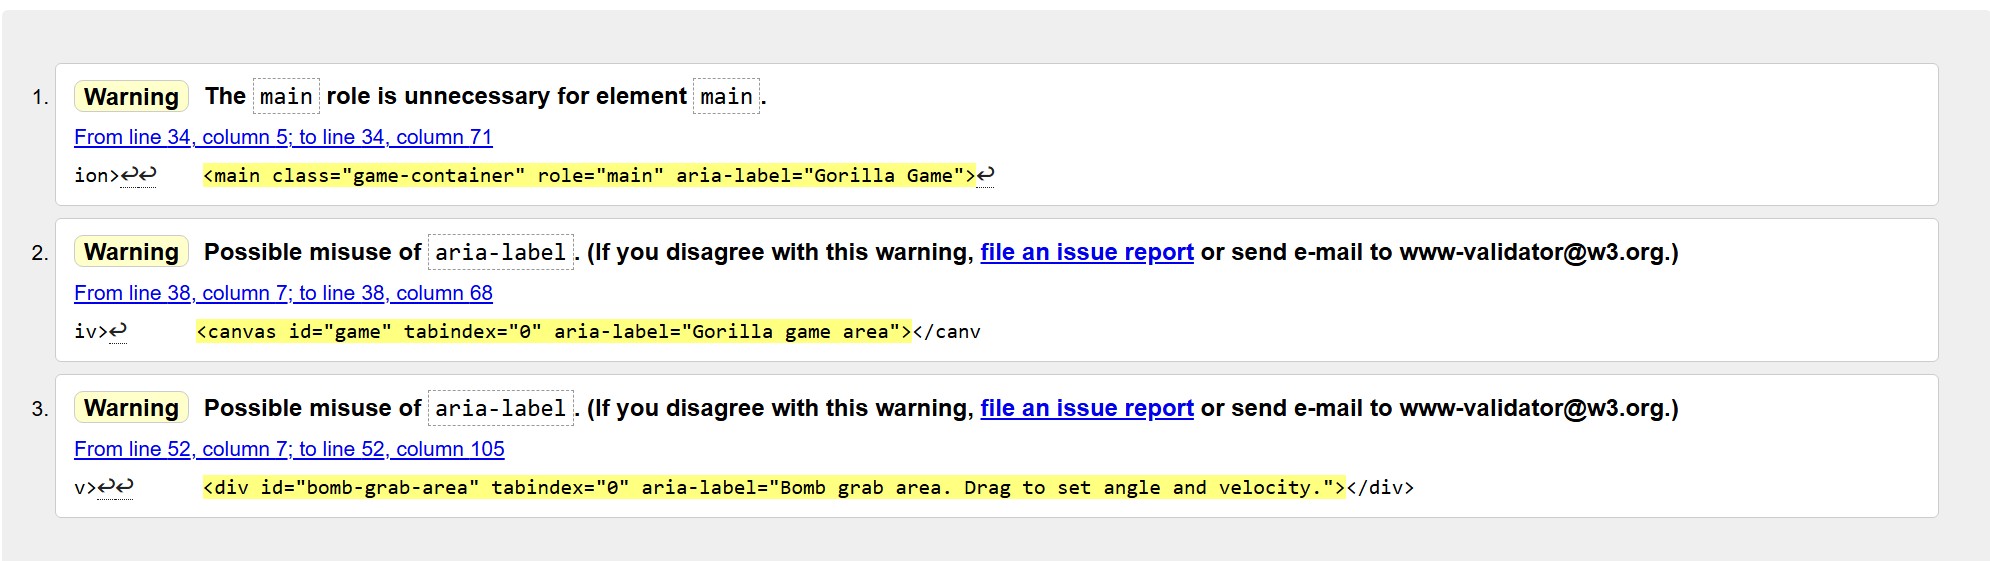 1. Warning The main role is unnecessary for element main.
From line 34, column 5; to line 34, column 71
ion>↩↩    <main class="game-container" role="main" aria-label="Gorilla Game">↩
2. Warning Possible misuse of aria-label. (If you disagree with this warning, file an issue report or send e-mail to www-validator@w3.org.)
From line 38, column 7; to line 38, column 68
iv>↩      <canvas id="game" tabindex="0" aria-label="Gorilla game area"></canv
3. Warning Possible misuse of aria-label. (If you disagree with this warning, file an issue report or send e-mail to www-validator@w3.org.)
From line 52, column 7; to line 52, column 105
v>↩↩      <div id="bomb-grab-area" tabindex="0" aria-label="Bomb grab area. Drag to set angle and velocity."></div>